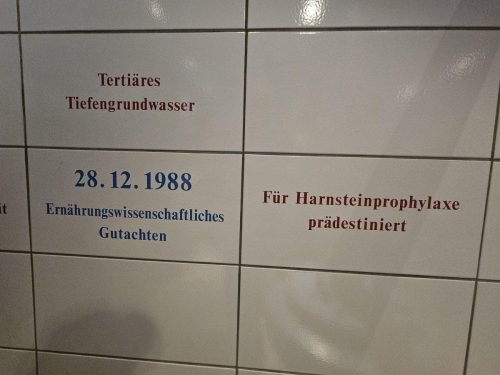 Tertiäres
Tiefengrundwasser
28.12.1988
Ernährungswissenschaftliches
Gutachten
Für Harnsteinprophylaxe
prädestiniert